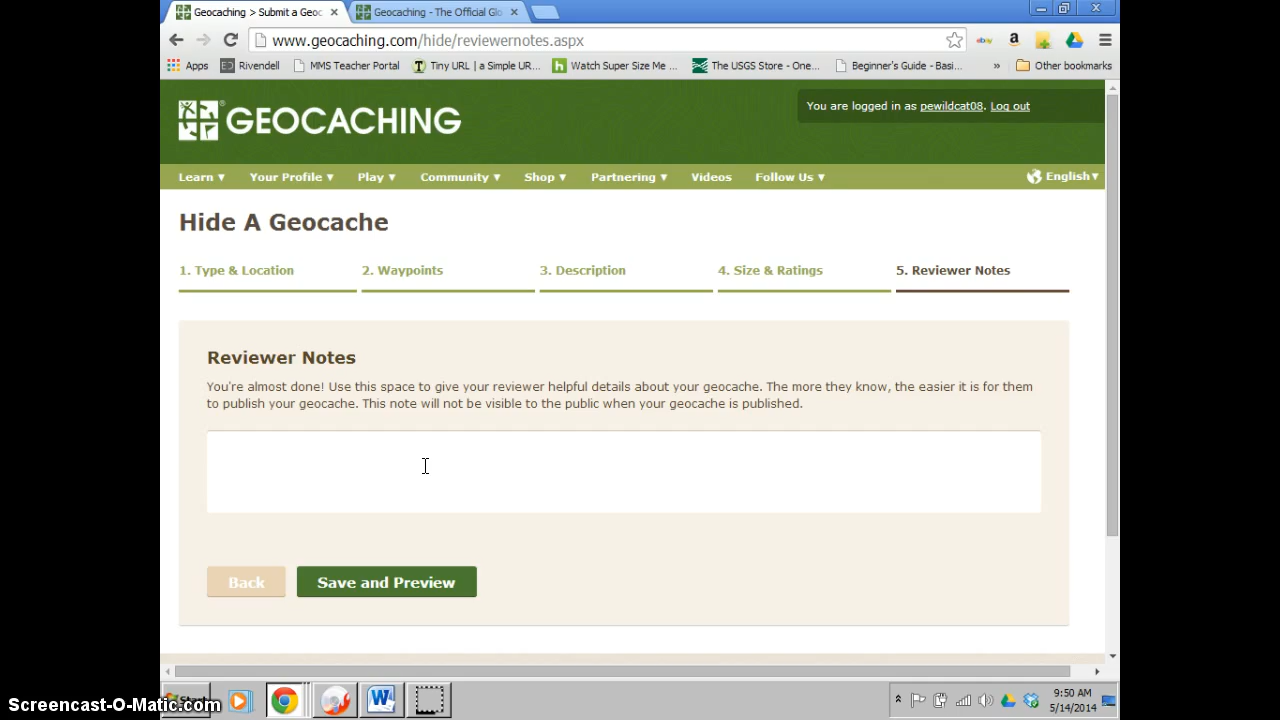 Geocaching > Submit a Geoc ×
Geocaching - The Official Glo ×
www.geocaching.com/hide/reviewernotes.aspx
Apps Rivendell MMS Teacher Portal Tiny URL | a Simple UR... Watch Super Size Me ... The USGS Store - One... Beginner's Guide - Basi... » Other bookmarks
GEOCACHING
You are logged in as pewildcat08. Log out
Learn ▼ Your Profile ▼ Play ▼ Community ▼ Shop ▼ Partnering ▼ Videos Follow Us ▼ English▼
Hide A Geocache
1. Type & Location 2. Waypoints 3. Description 4. Size & Ratings 5. Reviewer Notes
Reviewer Notes
You're almost done! Use this space to give your reviewer helpful details about your geocache. The more they know, the easier it is for them
to publish your geocache. This note will not be visible to the public when your geocache is published.
Back Save and Preview
9:50 AM
5/14/2014
Screencast-O-Matic.com